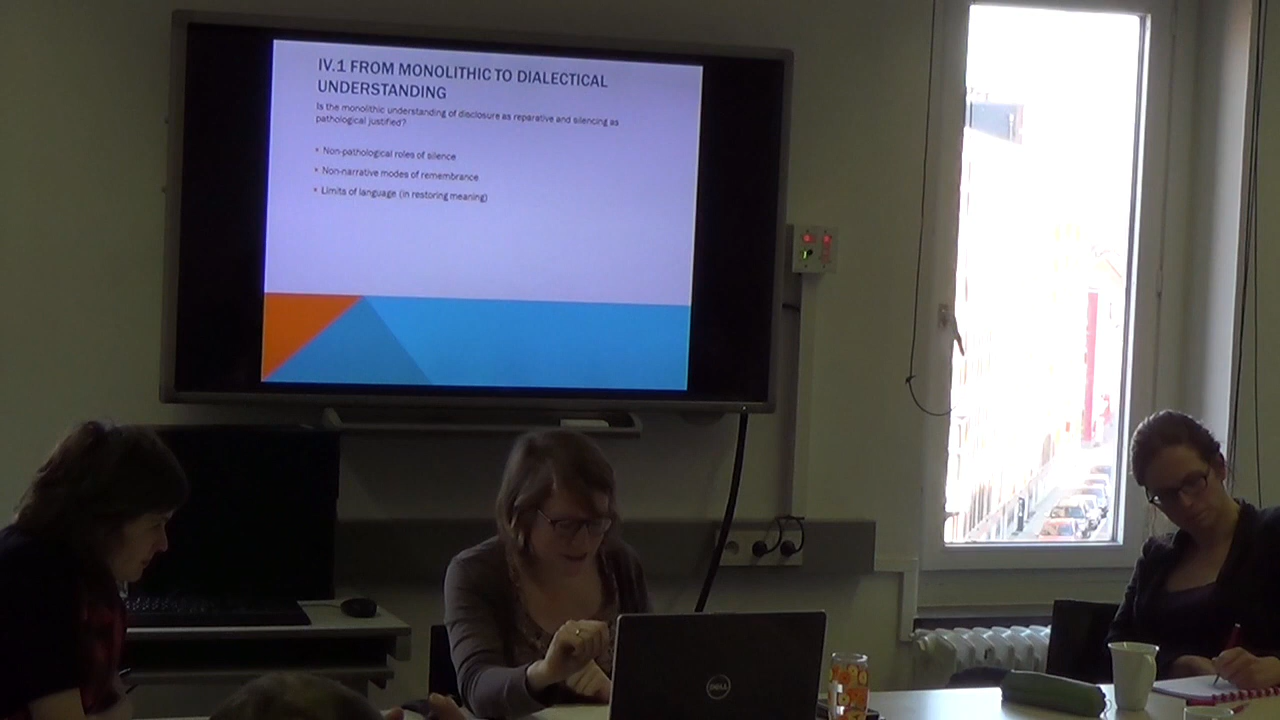 IV.1 FROM MONOLITHIC TO DIALECTICAL
UNDERSTANDING
Is the monolithic understanding of disclosure as reparative and silencing as
pathological justified?
Non-pathological roles of silence
Non-narrative modes of remembrance
Limits of language (in restoring meaning)
DELL